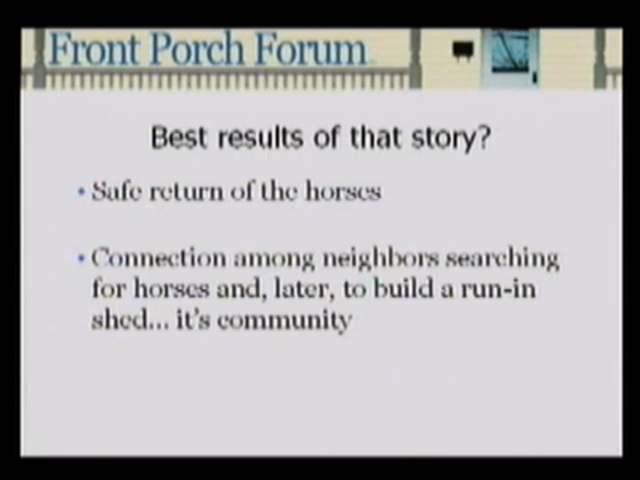 Front Porch Forum
Best results of that story?
• Safe return of the horses
• Connection among neighbors searching
for horses and, later, to build a run-in
shed... it's community